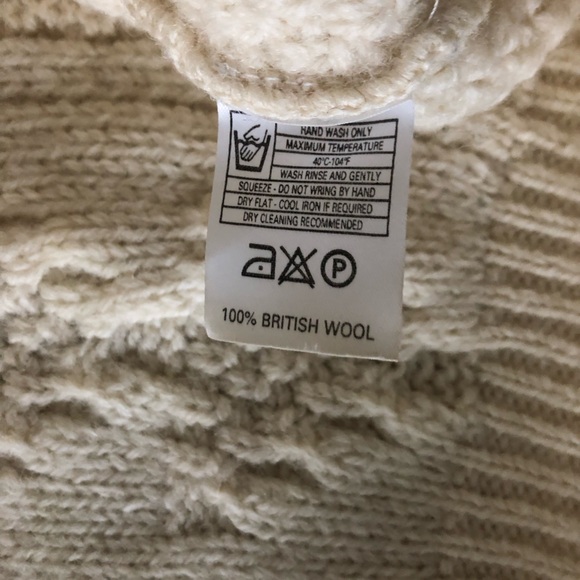 HAND WASH ONLY
MAXIMUM TEMPERATURE
40°C-104°F
WASH RINSE AND GENTLY
SQUEEZE - DO NOT WRING BY HAND
DRY FLAT - COOL IRON IF REQUIRED
DRY CLEANING RECOMMENDED
P
100% BRITISH WOOL